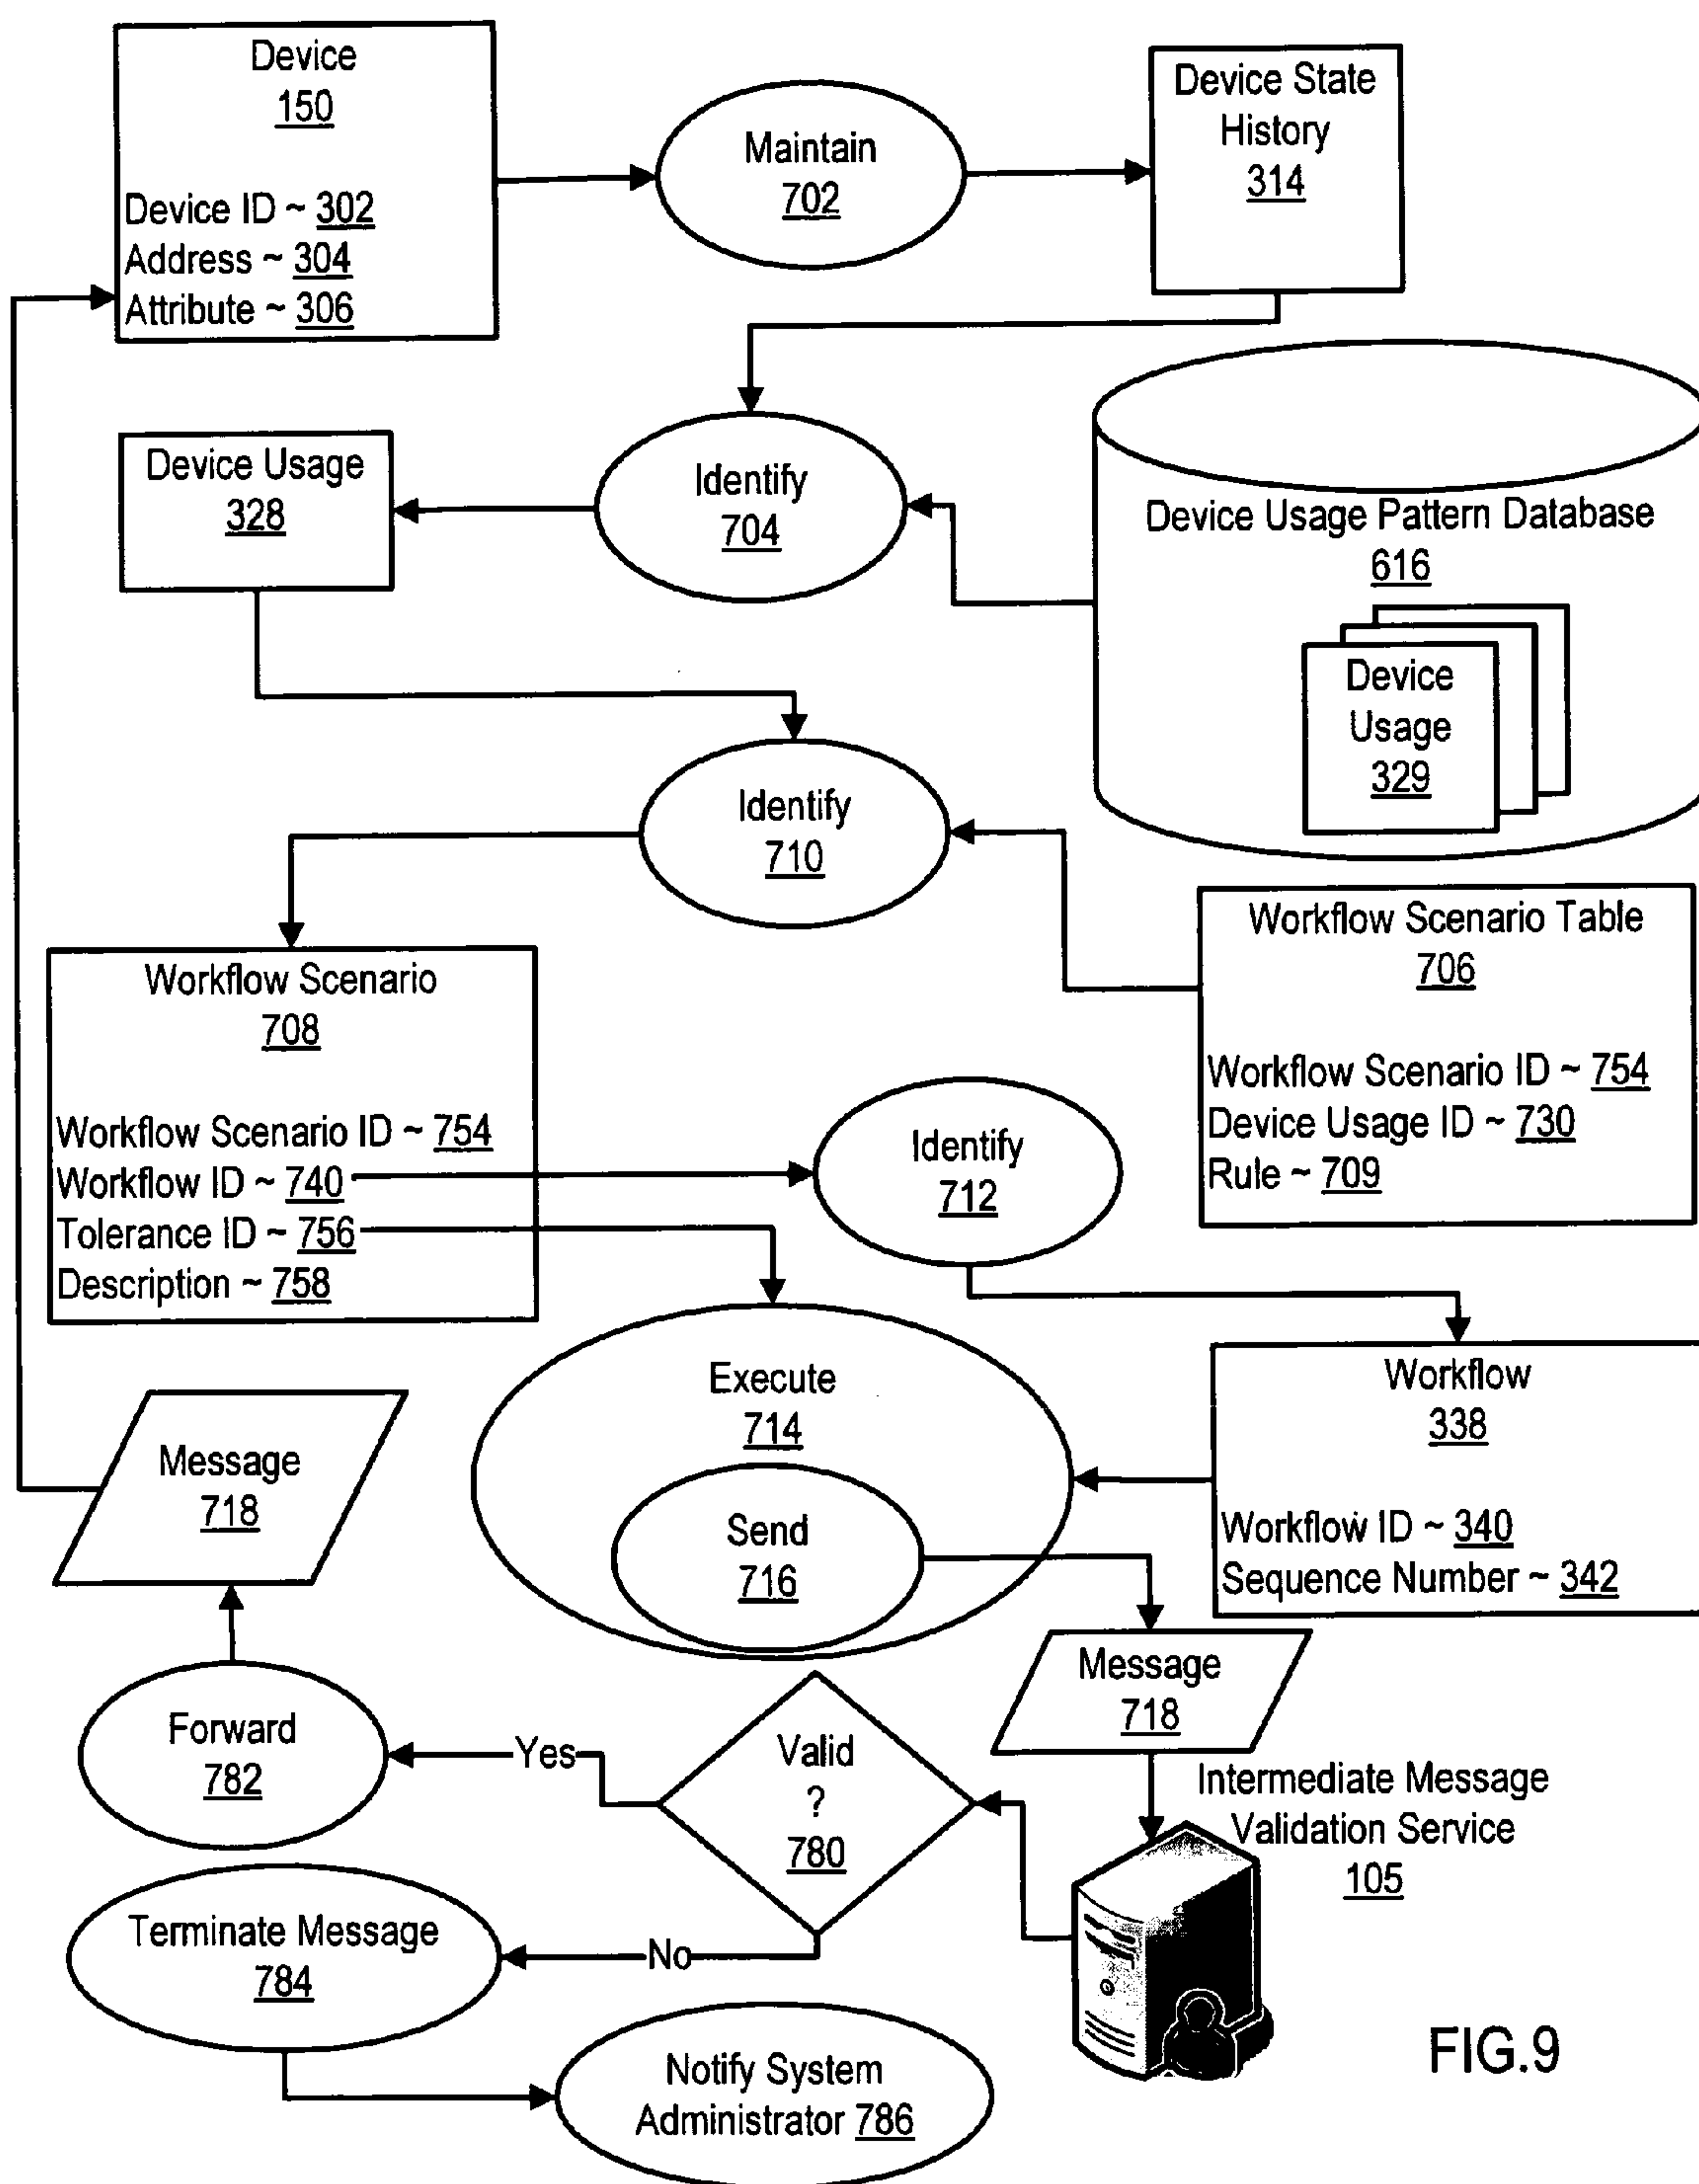 Device
150
Device ID ~ 302
Address ~ 304
Attribute ~ 306
Maintain
702
Device State
History
314
Device Usage
328
Identify
704
Device Usage Pattern Database
616
Device
Usage
329
Identify
710
Workflow Scenario Table
706
Workflow Scenario ID ~ 754
Device Usage ID ~ 730
Rule ~ 709
Workflow Scenario
708
Workflow Scenario ID ~ 754
Workflow ID ~ 740
Tolerance ID ~ 756
Description ~ 758
Identify
712
Workflow
338
Workflow ID ~ 340
Sequence Number ~ 342
Execute
714
Send
716
Message
718
Message
718
Intermediate Message
Validation Service
105
Valid
?
780
Yes
Forward
782
No
Terminate Message
784
Notify System
Administrator 786
FIG.9